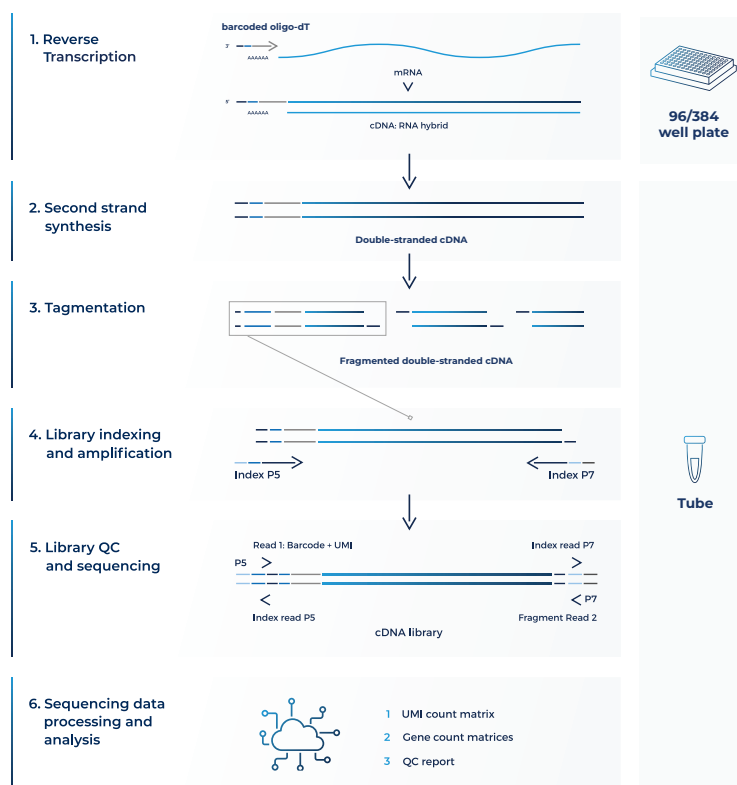 barcoded oligo-dT
1. Reverse
Transcription
3'
AAAAAA
mRNA
5'
AAAAAA
cDNA: RNA hybrid
96/384
well plate
2. Second strand
synthesis
Double-stranded cDNA
3. Tagmentation
Fragmented double-stranded cDNA
4. Library indexing
and amplification
Index P5
Index P7
Tube
5. Library QC
and sequencing
Read 1: Barcode + UMI
Index read P7
P5
P7
Index read P5
Fragment Read 2
cDNA library
6. Sequencing data
processing and
analysis
1 UMI count matrix
2 Gene count matrices
3 QC report